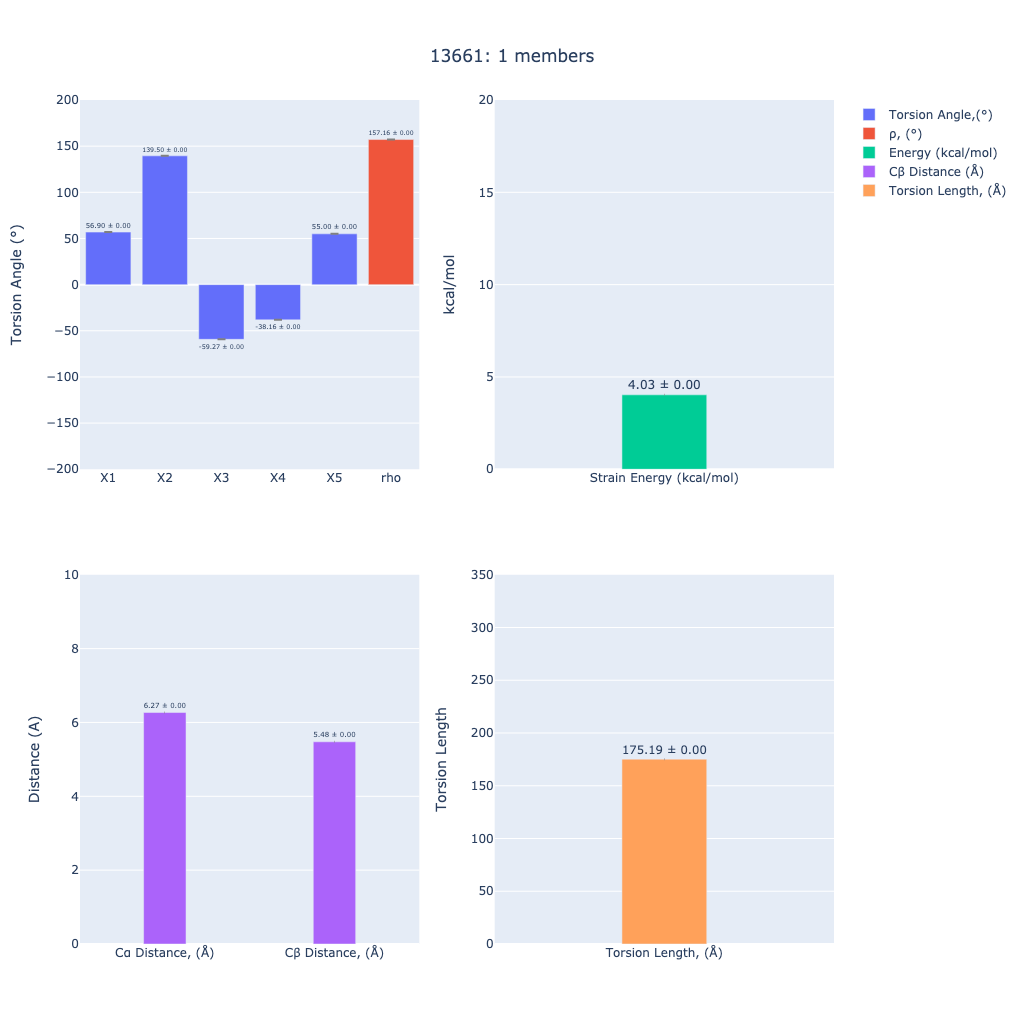 13661: 1 members
Torsion Angle (°)
200
150
100
50
0
−50
−100
−150
−200
56.90 ± 0.00
139.50 ± 0.00
-59.27 ± 0.00
-38.16 ± 0.00
55.00 ± 0.00
157.16 ± 0.00
X1 X2 X3 X4 X5 rho
kcal/mol
20
15
10
5
0
4.03 ± 0.00
Strain Energy (kcal/mol)
Torsion Angle,(°)
ρ, (°)
Energy (kcal/mol)
Cβ Distance (Å)
Torsion Length, (Å)
Distance (A)
10
8
6
4
2
0
6.27 ± 0.00
5.48 ± 0.00
Cα Distance, (Å) Cβ Distance, (Å)
Torsion Length
350
300
250
200
150
100
50
0
175.19 ± 0.00
Torsion Length, (Å)